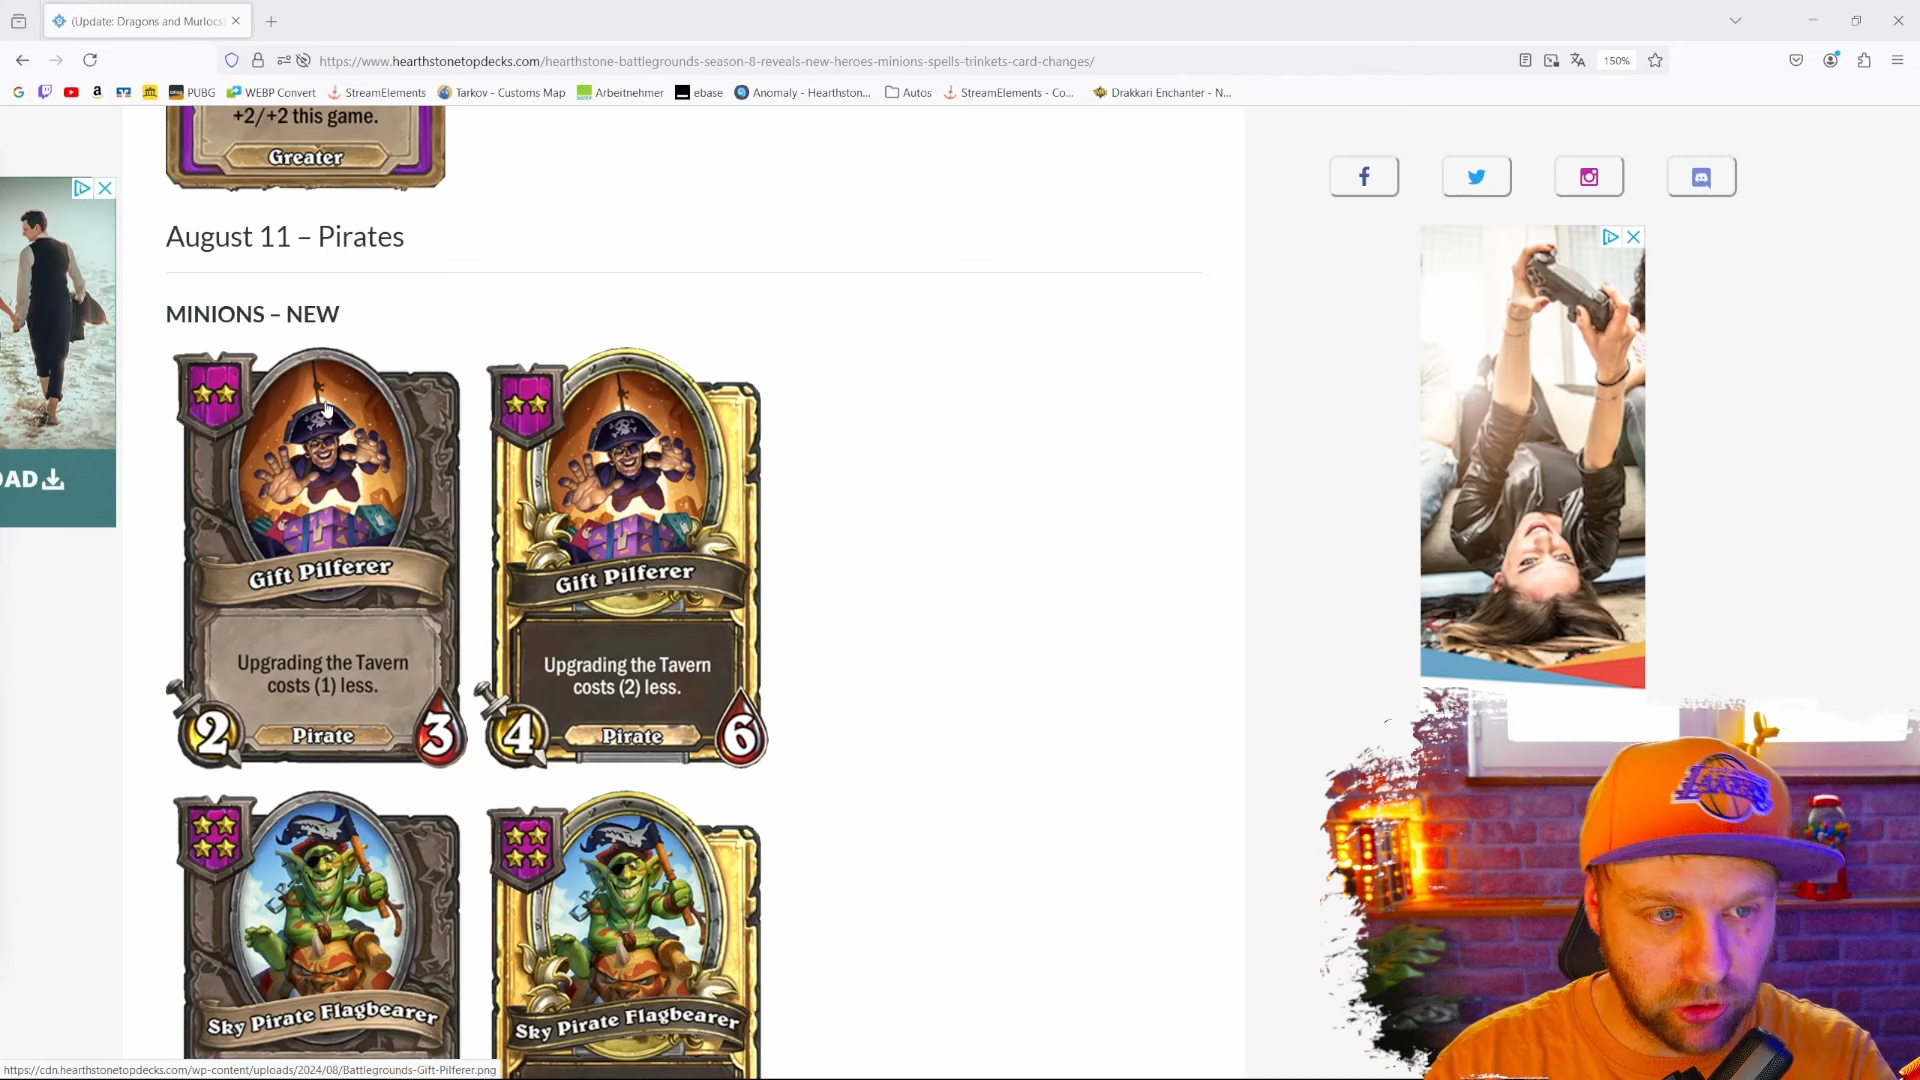 (Update: Dragons and Murlocs)
https://www.hearthstonetopdecks.com/hearthstone-battlegrounds-season-8-reveals-new-heroes-minions-spells-trinkets-card-changes/
150%
PUBG
WEBP Convert
StreamElements
Tarkov - Customs Map
Arbeitnehmer
ebase
Anomaly - Hearthston...
Autos
StreamElements - Co...
Drakkari Enchanter - N...
+2/+2 this game.
Greater
August 11 – Pirates
MINIONS – NEW
Gift Pilferer
Upgrading the Tavern
costs (1) less.
2
Pirate
3
Gift Pilferer
Upgrading the Tavern
costs (2) less.
4
Pirate
6
Sky Pirate Flagbearer
Sky Pirate Flagbearer
OAD
LAKERS
https://cdn.hearthstonetopdecks.com/wp-content/uploads/2024/08/Battlegrounds-Gift-Pilferer.png